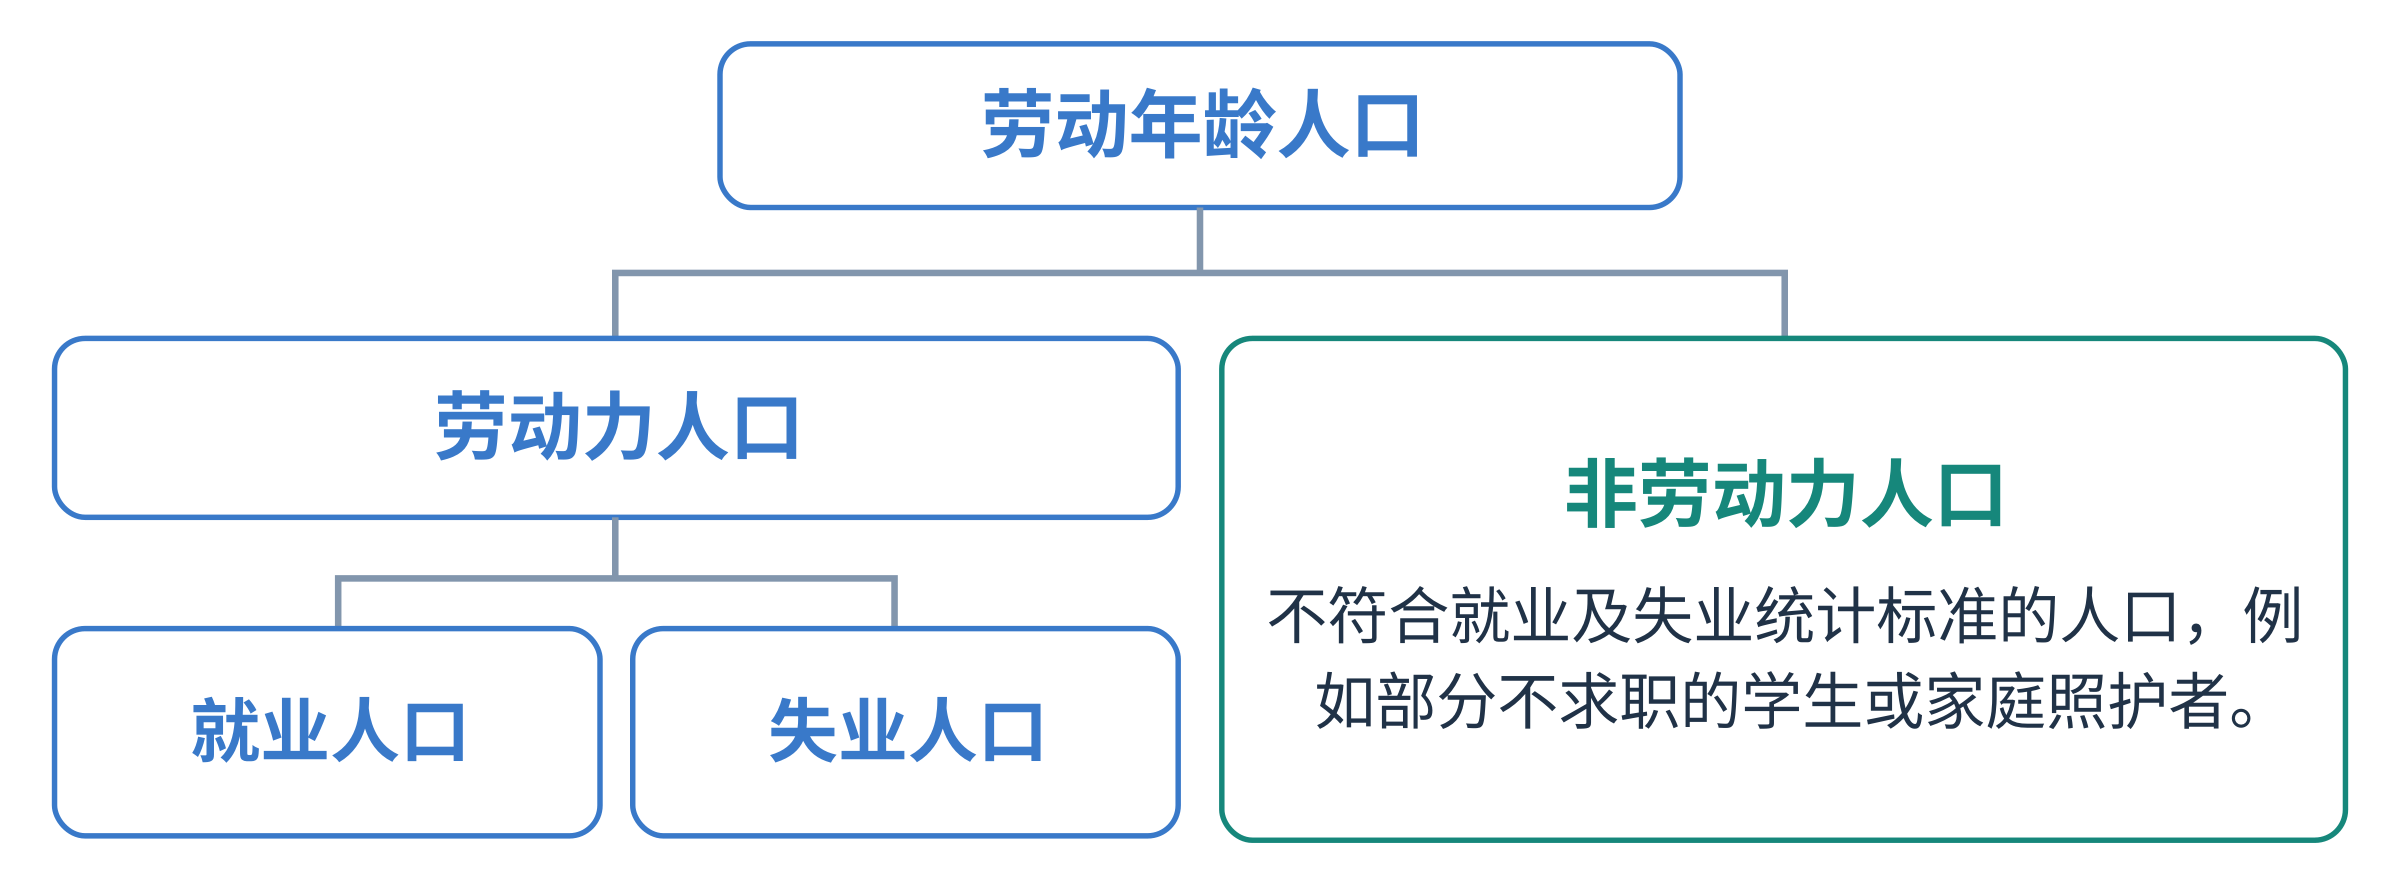 劳动年龄人口
劳动力人口
非劳动力人口
不符合就业及失业统计标准的人口，例
如部分不求职的学生或家庭照护者。
就业人口
失业人口